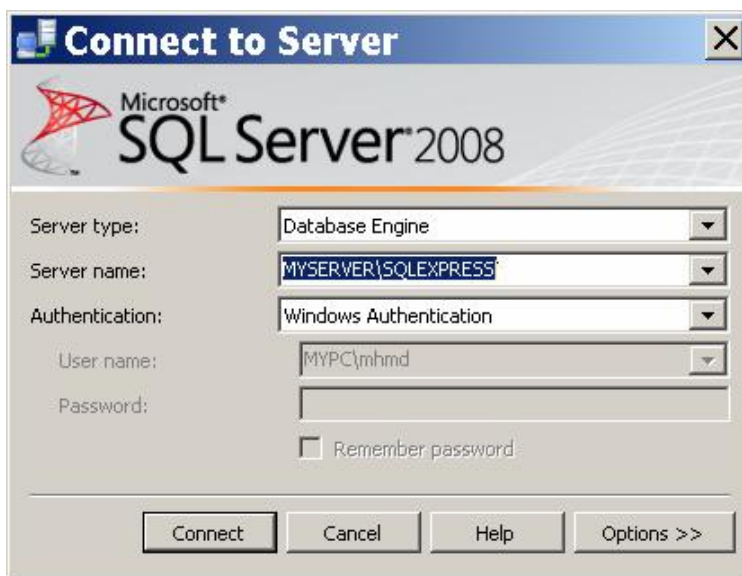 Connect to Server
Microsoft®
SQL Server® 2008
Server type: Database Engine
Server name: MYSERVER\SQLEXPRESS
Authentication: Windows Authentication
User name: MYPC\mhmd
Password:
Remember password
Connect Cancel Help Options >>